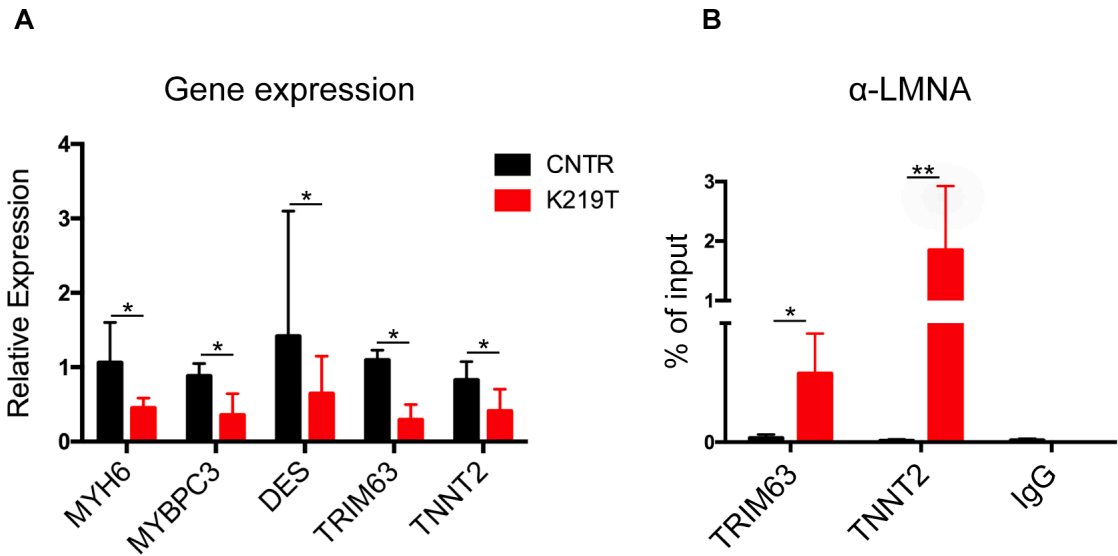 A
Gene expression
Relative Expression
4
3
2
1
0
CNTR
K219T
*
*
*
*
*
MYH6
MYBPC3
DES
TRIM63
TNNT2
B
α-LMNA
% of input
3
2
1
0
*
**
TRIM63
TNNT2
IgG